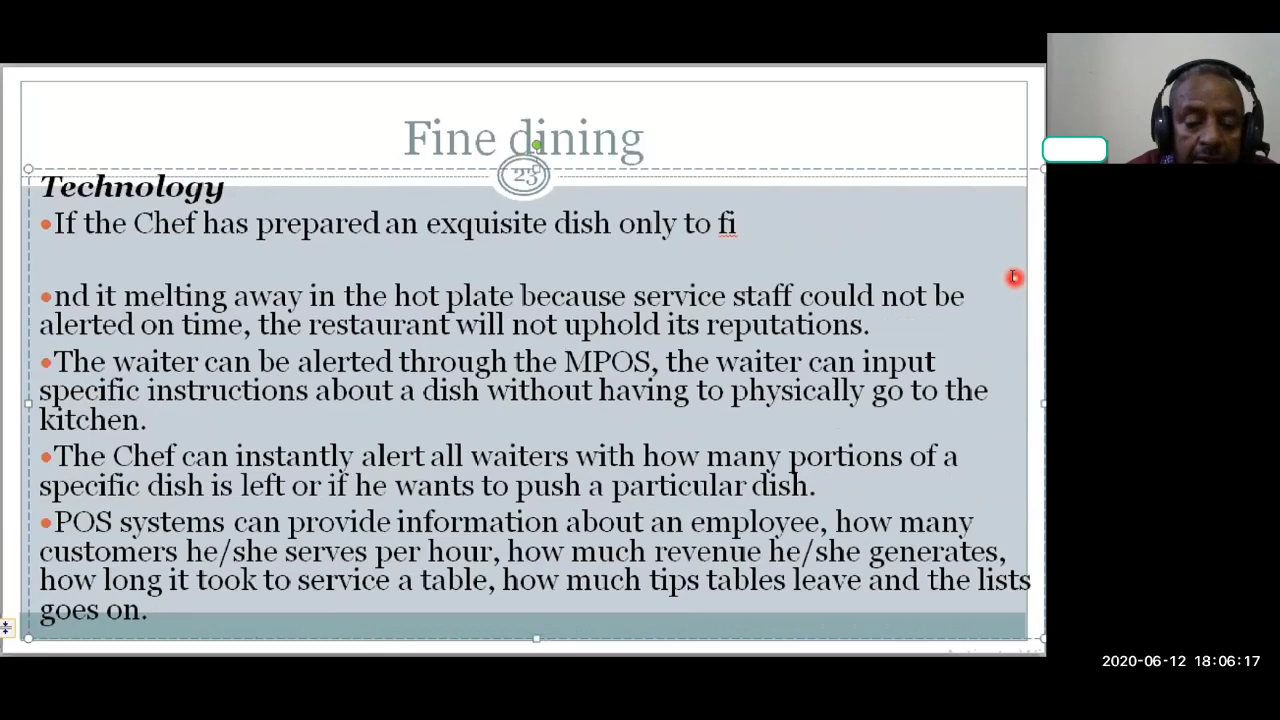 Fine dining
23
Technology
•If the Chef has prepared an exquisite dish only to fi
•nd it melting away in the hot plate because service staff could not be
alerted on time, the restaurant will not uphold its reputations.
•The waiter can be alerted through the MPOS, the waiter can input
specific instructions about a dish without having to physically go to the
kitchen.
•The Chef can instantly alert all waiters with how many portions of a
specific dish is left or if he wants to push a particular dish.
•POS systems can provide information about an employee, how many
customers he/she serves per hour, how much revenue he/she generates,
how long it took to service a table, how much tips tables leave and the lists
goes on.
2020-06-12 18:06:17